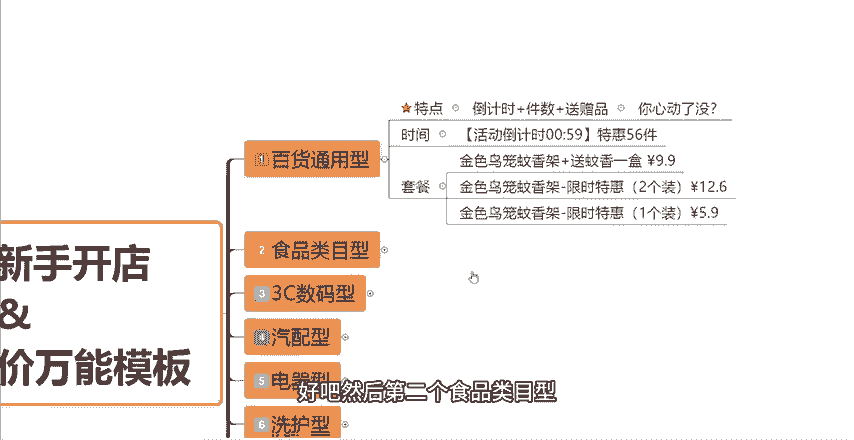 特点 倒计时+件数+送赠品 你心动了没?
时间 【活动倒计时00:59】特惠56件
1 百货通用型
金色鸟笼蚊香架+送蚊香一盒 ¥9.9
套餐 金色鸟笼蚊香架-限时特惠（2个装）¥12.6
金色鸟笼蚊香架-限时特惠（1个装）¥5.9
新手开店
&
价万能模板
2 食品类目型
3 3C数码型
4 汽配型
5 电器型
6 洗护型
好吧然后第二个食品类目型